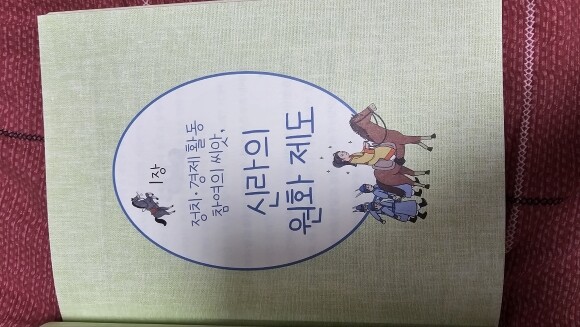 1장
정치·경제 활동
참여의 씨앗,
신라의
원화 제도